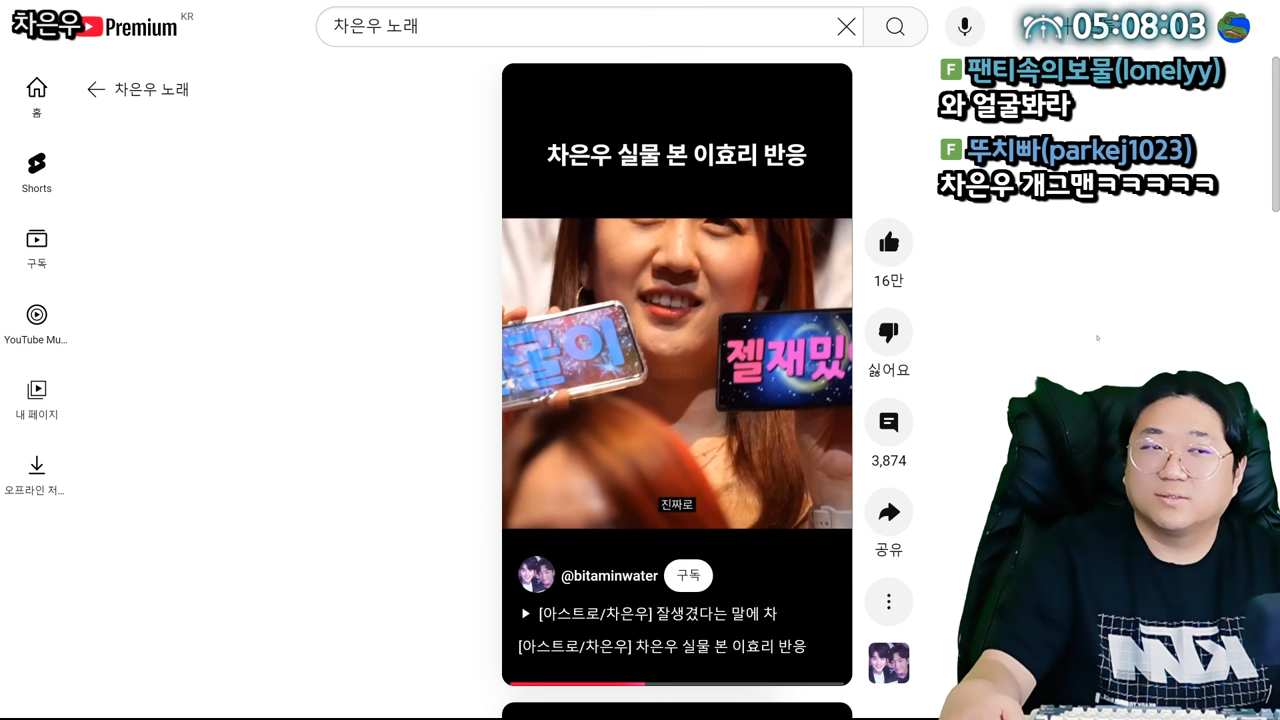 차은우
Premium KR
차은우 노래
05:08:03
홈
Shorts
구독
YouTube Mu...
내 페이지
오프라인 저...
차은우 노래
차은우 실물 본 이효리 반응
로이
젤재밌
진짜로
@bitaminwater
구독
[아스트로/차은우] 잘생겼다는 말에 차
[아스트로/차은우] 차은우 실물 본 이효리 반응
16만
싫어요
3,874
공유
F 팬티속의보물(lonelyy)
와 얼굴봐라
F 뚜치빠(parkej1023)
차은우 개그맨ㅋㅋㅋㅋㅋ